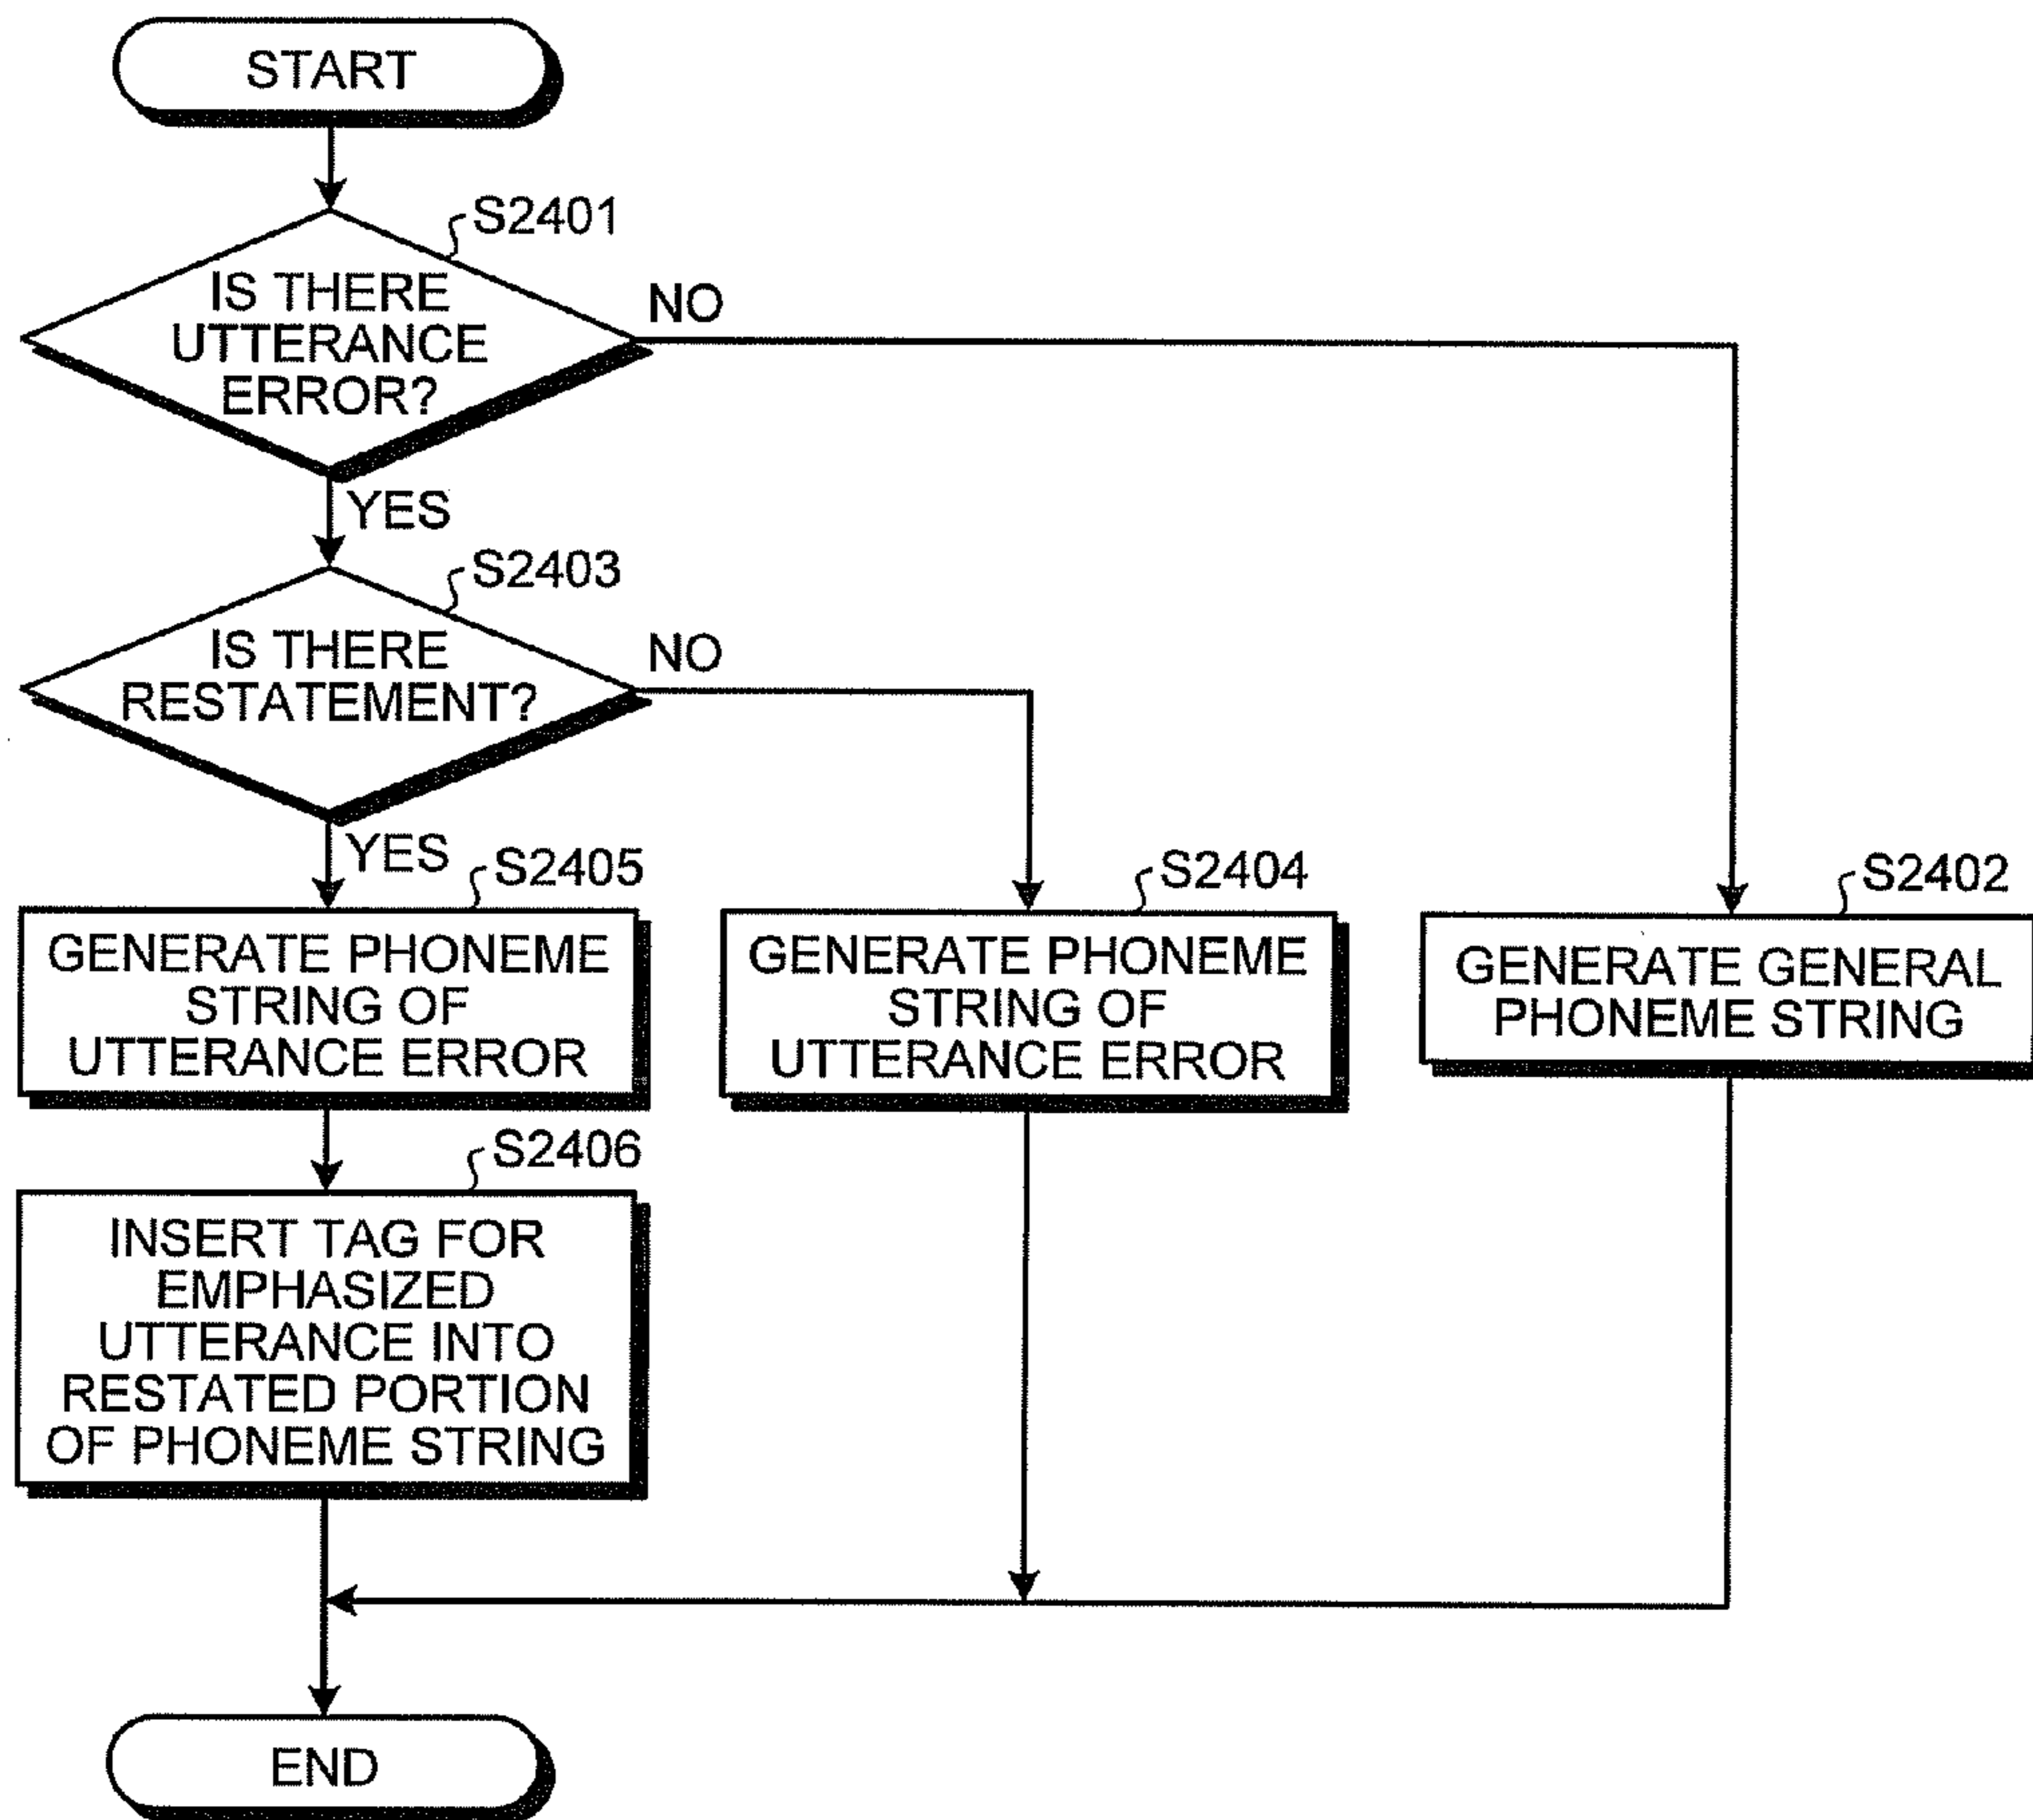 START
S2401
IS THERE
UTTERANCE
ERROR?
NO
YES
S2403
IS THERE
RESTATEMENT?
NO
YES
S2405
GENERATE PHONEME
STRING OF
UTTERANCE ERROR
S2404
GENERATE PHONEME
STRING OF
UTTERANCE ERROR
S2402
GENERATE GENERAL
PHONEME STRING
S2406
INSERT TAG FOR
EMPHASIZED
UTTERANCE INTO
RESTATED PORTION
OF PHONEME STRING
END